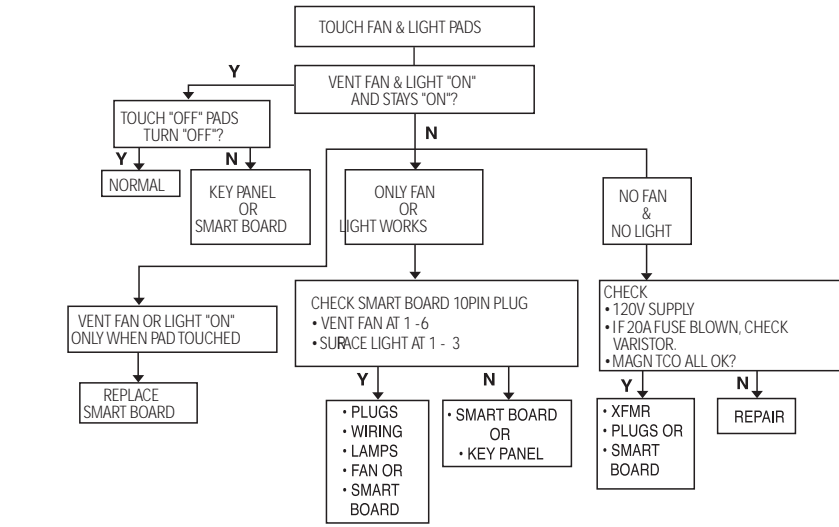 TOUCH FAN & LIGHT PADS
Y
VENT FAN & LIGHT "ON"
AND STAYS "ON"?
TOUCH "OFF" PADS
TURN "OFF"?
N
Y
N
NORMAL
KEY PANEL
OR
SMART BOARD
ONLY FAN
OR
LIGHT WORKS
NO FAN
&
NO LIGHT
VENT FAN OR LIGHT "ON"
ONLY WHEN PAD TOUCHED
CHECK SMART BOARD 10PIN PLUG
• VENT FAN AT 1 -6
• SURACE LIGHT AT 1 - 3
CHECK
• 120V SUPPLY
• IF 20A FUSE BLOWN, CHECK
VARISTOR.
• MAGN TCO ALL OK?
REPLACE
SMART BOARD
Y
N
Y
N
• PLUGS
• WIRING
• LAMPS
• FAN OR
• SMART
BOARD
• SMART BOARD
OR
• KEY PANEL
• XFMR
• PLUGS OR
• SMART
BOARD
REPAIR